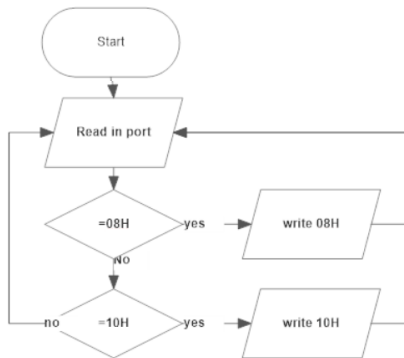 Start
Read in port
=08H
yes
write 08H
No
no
=10H
yes
write 10H